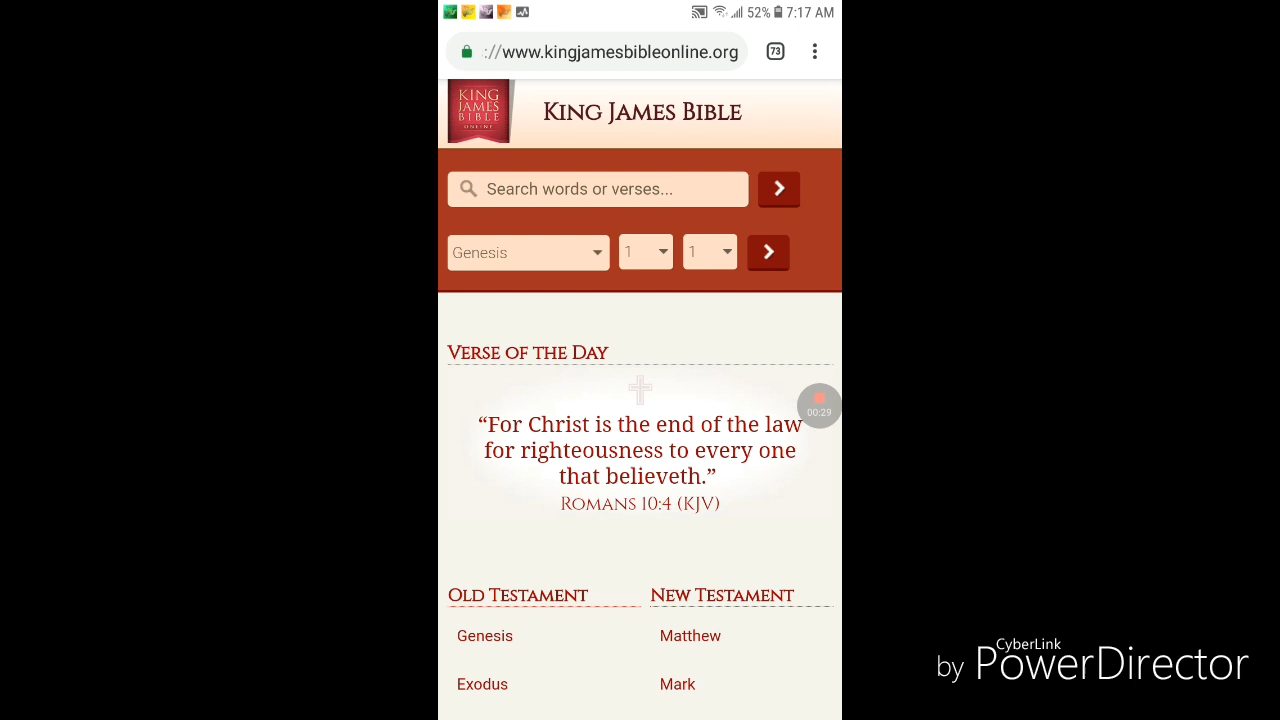 52% 7:17 AM
://www.kingjamesbibleonline.org
73
KING
JAMES
BIBLE
ONLINE
KING JAMES BIBLE
Search words or verses...
Genesis 1 1
VERSE OF THE DAY
“For Christ is the end of the law
for righteousness to every one
that believeth.”
ROMANS 10:4 (KJV)
00:29
OLD TESTAMENT
NEW TESTAMENT
Genesis
Matthew
Exodus
Mark
CyberLink
by PowerDirector